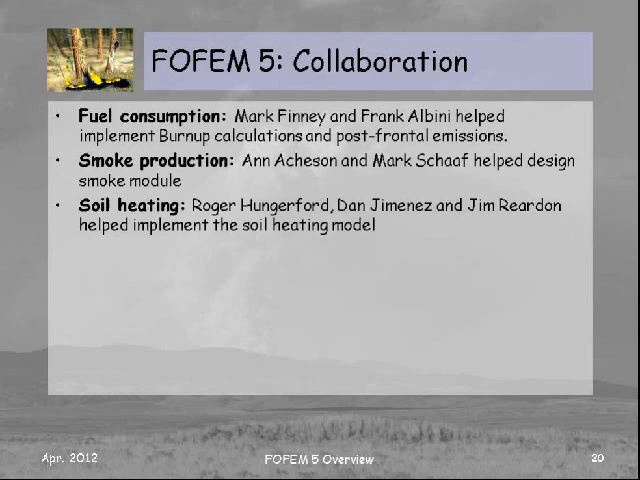 FOFEM 5: Collaboration
• Fuel consumption: Mark Finney and Frank Albini helped
implement Burnup calculations and post-frontal emissions.
• Smoke production: Ann Acheson and Mark Schaaf helped design
smoke module
• Soil heating: Roger Hungerford, Dan Jimenez and Jim Reardon
helped implement the soil heating model
Apr. 2012
FOFEM 5 Overview
20